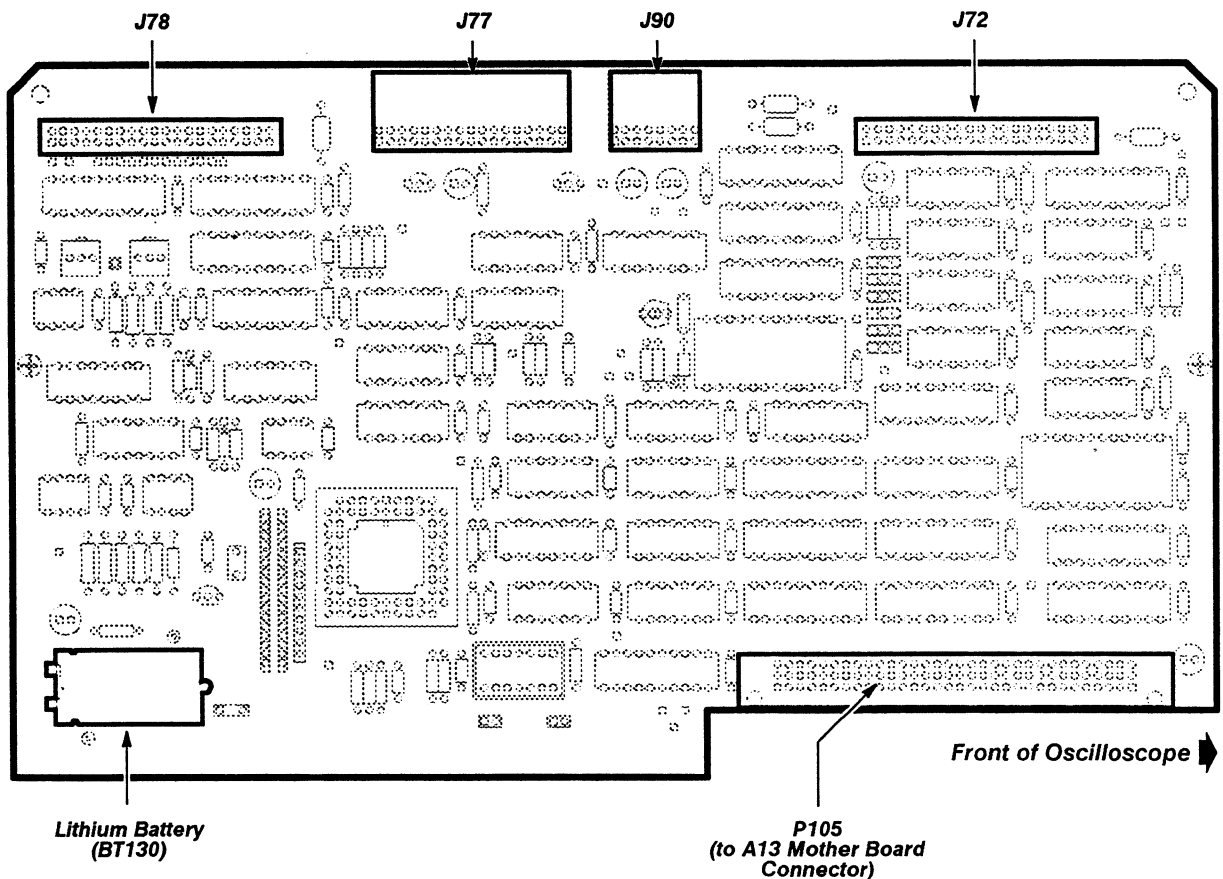 J78
J77
J90
J72
Front of Oscilloscope
Lithium Battery
(BT130)
P105
(to A13 Mother Board
Connector)